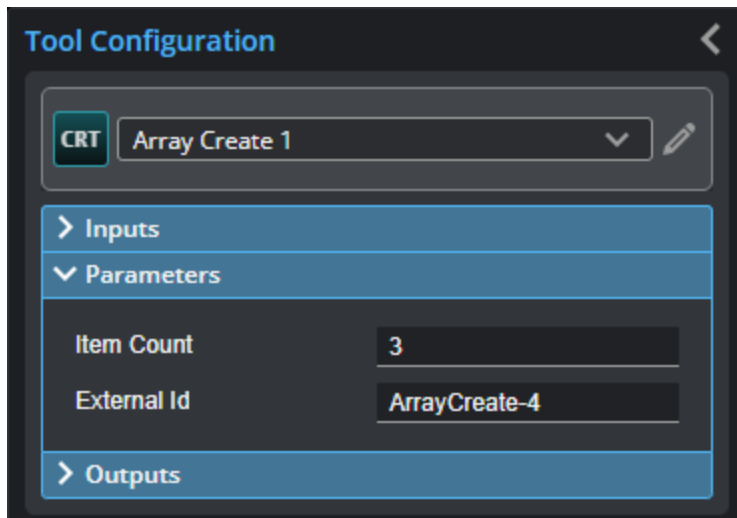 Tool Configuration
CRT Array Create 1
Inputs
Parameters
Item Count 3
External Id ArrayCreate-4
Outputs